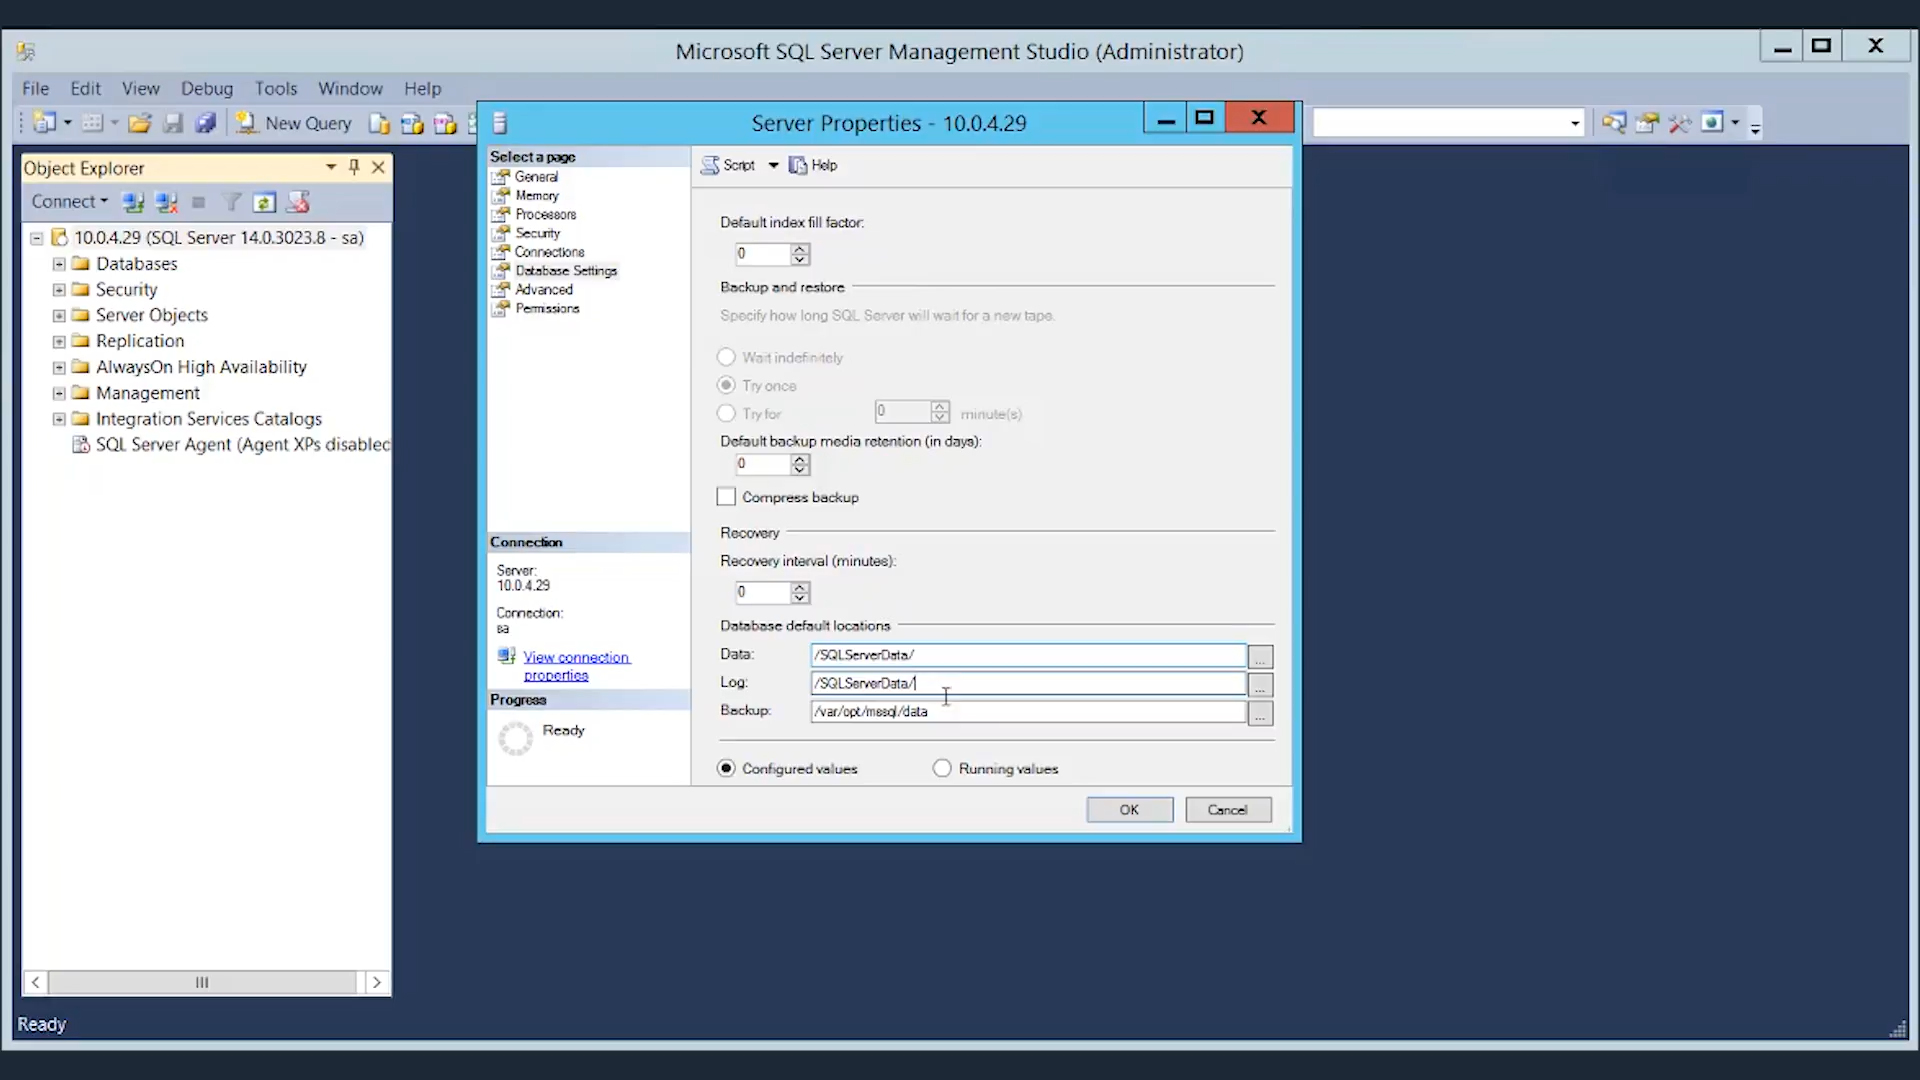 Microsoft SQL Server Management Studio (Administrator)
File Edit View Debug Tools Window Help
New Query
Object Explorer
Connect
10.0.4.29 (SQL Server 14.0.3023.8 - sa)
Databases
Security
Server Objects
Replication
AlwaysOn High Availability
Management
Integration Services Catalogs
SQL Server Agent (Agent XPs disabled
Server Properties - 10.0.4.29
Select a page
General
Memory
Processors
Security
Connections
Database Settings
Advanced
Permissions
Connection
Server:
10.0.4.29
Connection:
sa
View connection
properties
Progress
Ready
Script Help
Default index fill factor:
0
Backup and restore
Specify how long SQL Server will wait for a new tape.
Wait indefinitely
Try once
Try for 0 minute(s)
Default backup media retention (in days):
0
Compress backup
Recovery
Recovery interval (minutes):
0
Database default locations
Data: /SQLServerData/ ...
Log: /SQLServerData/ ...
Backup: /var/opt/mssql/data ...
Configured values Running values
OK Cancel
Ready